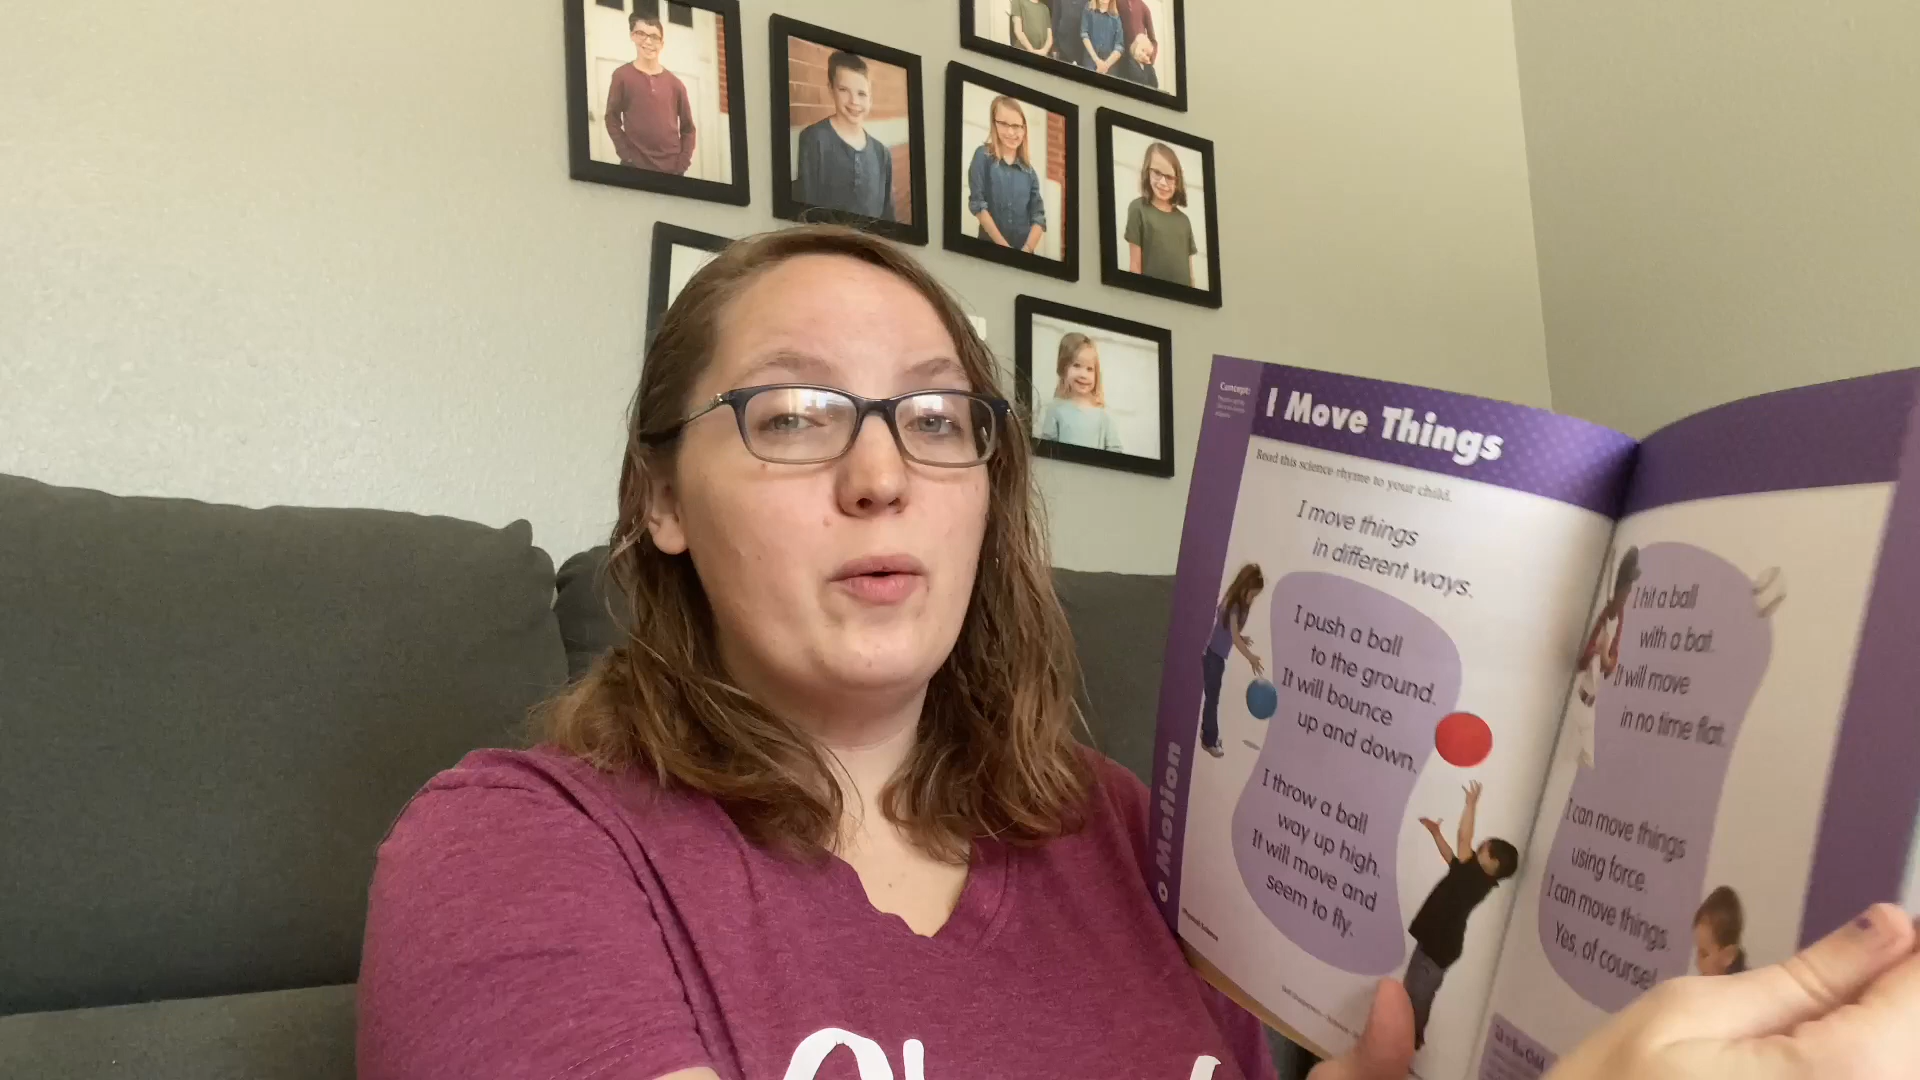 Concept:
I Move Things
Read this science rhyme to your child.
I move things
in different ways.
I push a ball
to the ground.
It will bounce
up and down.
I throw a ball
way up high.
It will move and
seem to fly.
Motion
Physical Science
I hit a ball
with a bat.
It will move
in no time flat.
I can move things
using force.
I can move things.
Yes, of course!